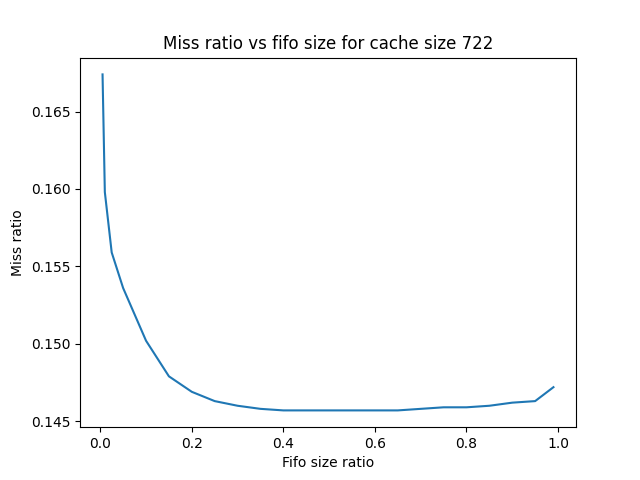 Miss ratio vs fifo size for cache size 722
0.165
0.160
0.155
0.150
0.145
Miss ratio
0.0 0.2 0.4 0.6 0.8 1.0
Fifo size ratio